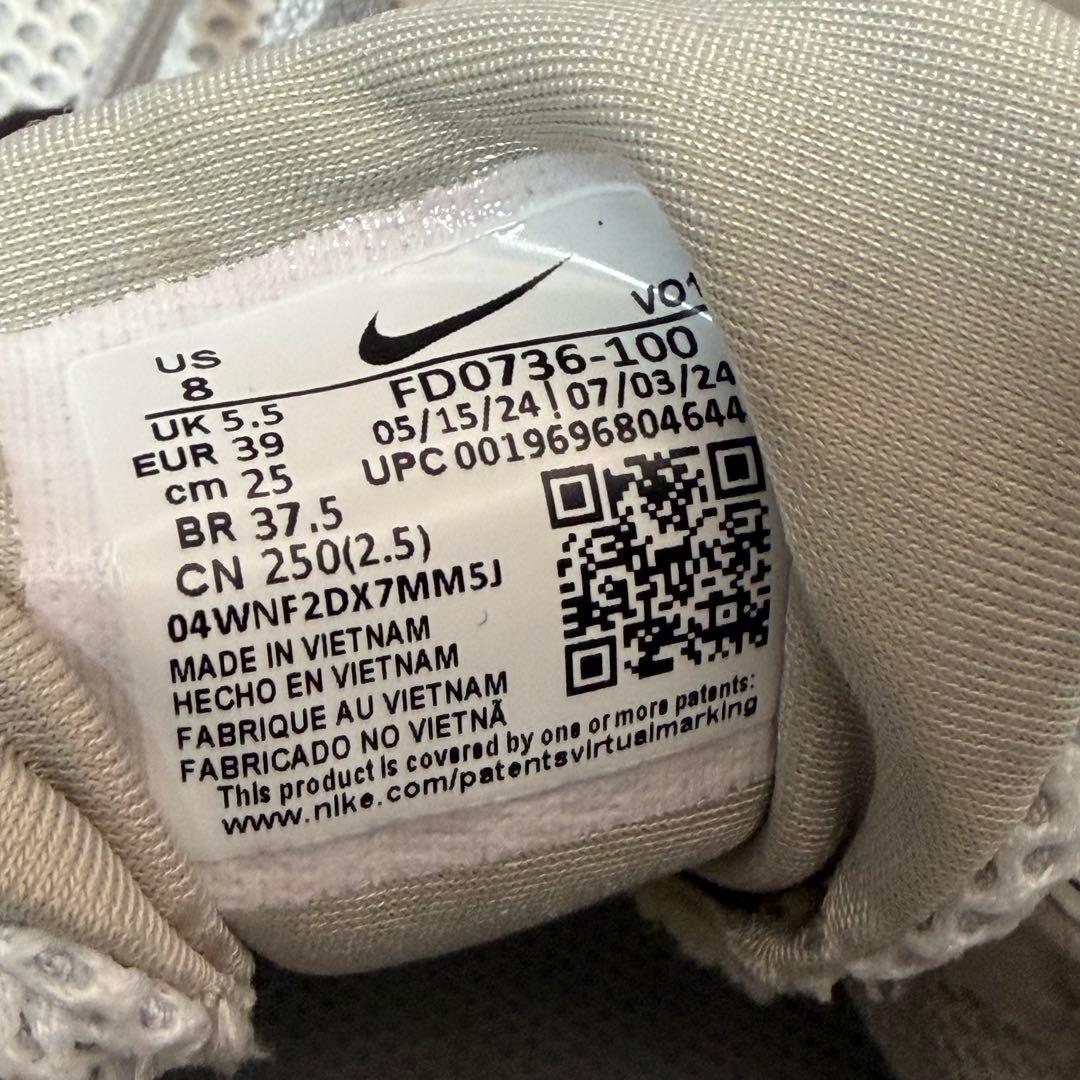 VO1
US
8
FD0736-100
UK 5.5
05/15/24 | 07/03/24
EUR 39
UPC 0019696804644
cm 25
BR 37.5
CN 250(2.5)
04WNF2DX7MM5J
MADE IN VIETNAM
HECHO EN VIETNAM
FABRIQUE AU VIETNAM
FABRICADO NO VIETNÃ
This product is covered by one or more patents:
www.nike.com/patentsvirtualmarking